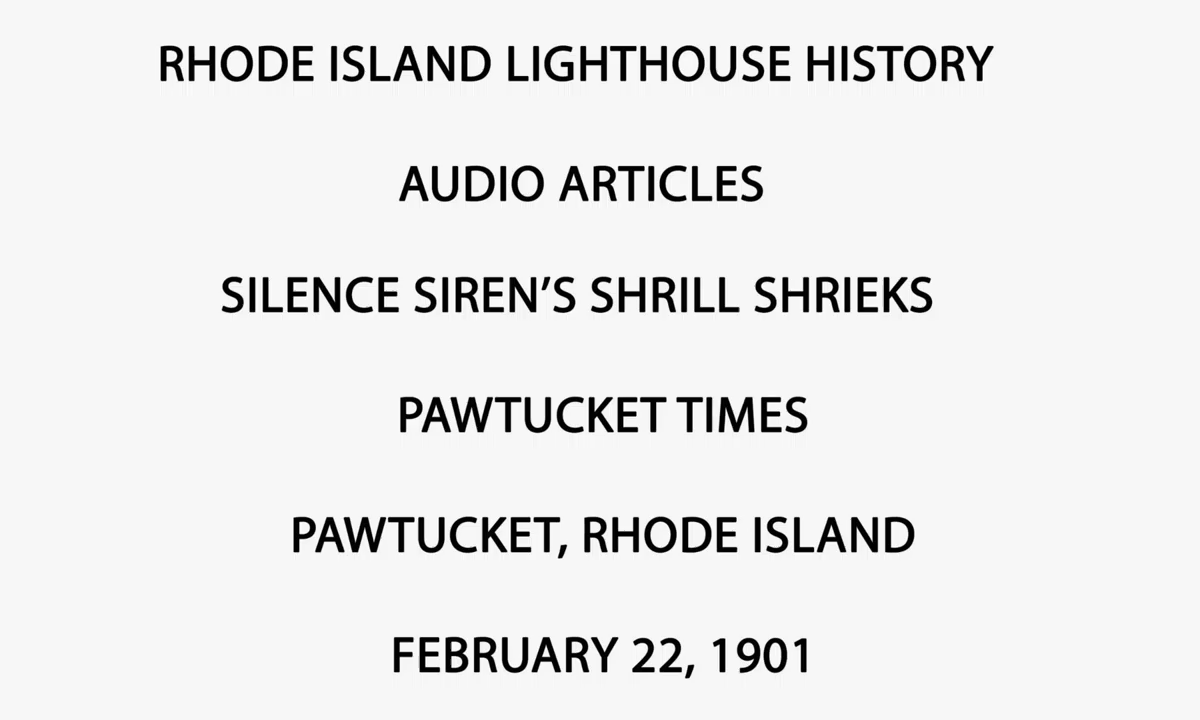 RHODE ISLAND LIGHTHOUSE HISTORY
AUDIO ARTICLES
SILENCE SIREN’S SHRILL SHRIEKS
PAWTUCKET TIMES
PAWTUCKET, RHODE ISLAND
FEBRUARY 22, 1901